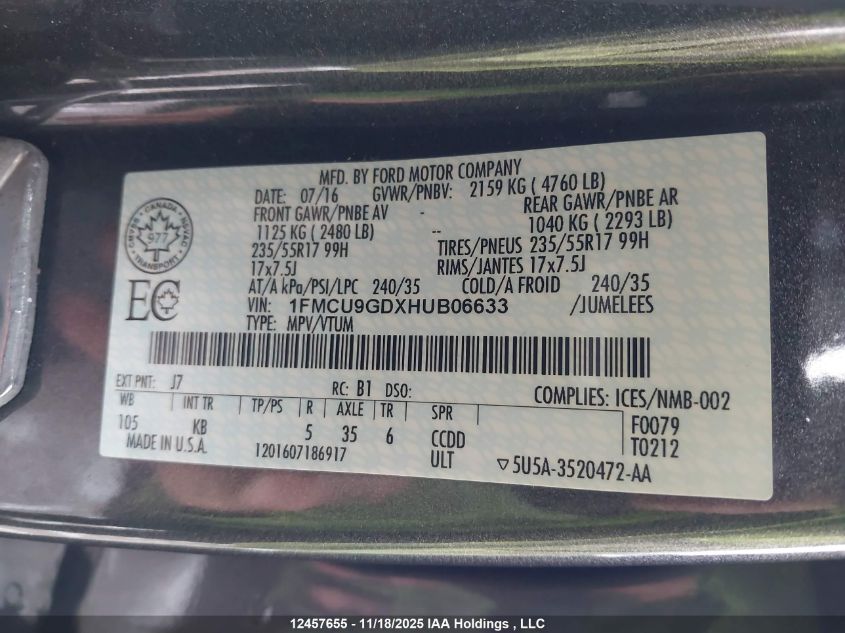 MFD. BY FORD MOTOR COMPANY
DATE: 07/16 GVWR/PNBV: 2159 KG ( 4760 LB)
FRONT GAWR/PNBE AV - REAR GAWR/PNBE AR
1125 KG ( 2480 LB) -- 1040 KG ( 2293 LB)
235/55R17 99H TIRES/PNEUS 235/55R17 99H
17x7.5J RIMS/JANTES 17x7.5J
AT/A kPa/PSI/LPC 240/35 COLD/A FROID 240/35
VIN: 1FMCU9GDXHUB06633 /JUMELEES
TYPE: MPV/VTUM
CANADA
977
TRANSPORT
EC
EXT PNT: J7 RC: B1 DSO: COMPLIES: ICES/NMB-002
WB INT TR TP/PS R AXLE TR SPR F0079
105 KB 5 35 6 CCDD T0212
MADE IN U.S.A. 1201607186917 ULT ▽5U5A-3520472-AA
12457655 - 11/18/2025 IAA Holdings , LLC